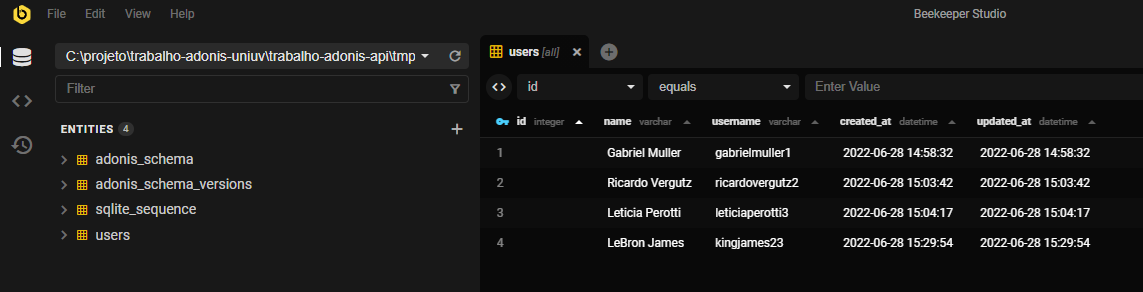 File Edit View Help Beekeeper Studio
C:\projeto\trabalho-adonis-uniuv\trabalho-adonis-api\tmp
Filter
ENTITIES 4
adonis_schema
adonis_schema_versions
sqlite_sequence
users
users [all]
id equals Enter Value
id integer name varchar username varchar created_at datetime updated_at datetime
1 Gabriel Muller gabrielmuller1 2022-06-28 14:58:32 2022-06-28 14:58:32
2 Ricardo Vergutz ricardovergutz2 2022-06-28 15:03:42 2022-06-28 15:03:42
3 Leticia Perotti leticiaperotti3 2022-06-28 15:04:17 2022-06-28 15:04:17
4 LeBron James kingjames23 2022-06-28 15:29:54 2022-06-28 15:29:54